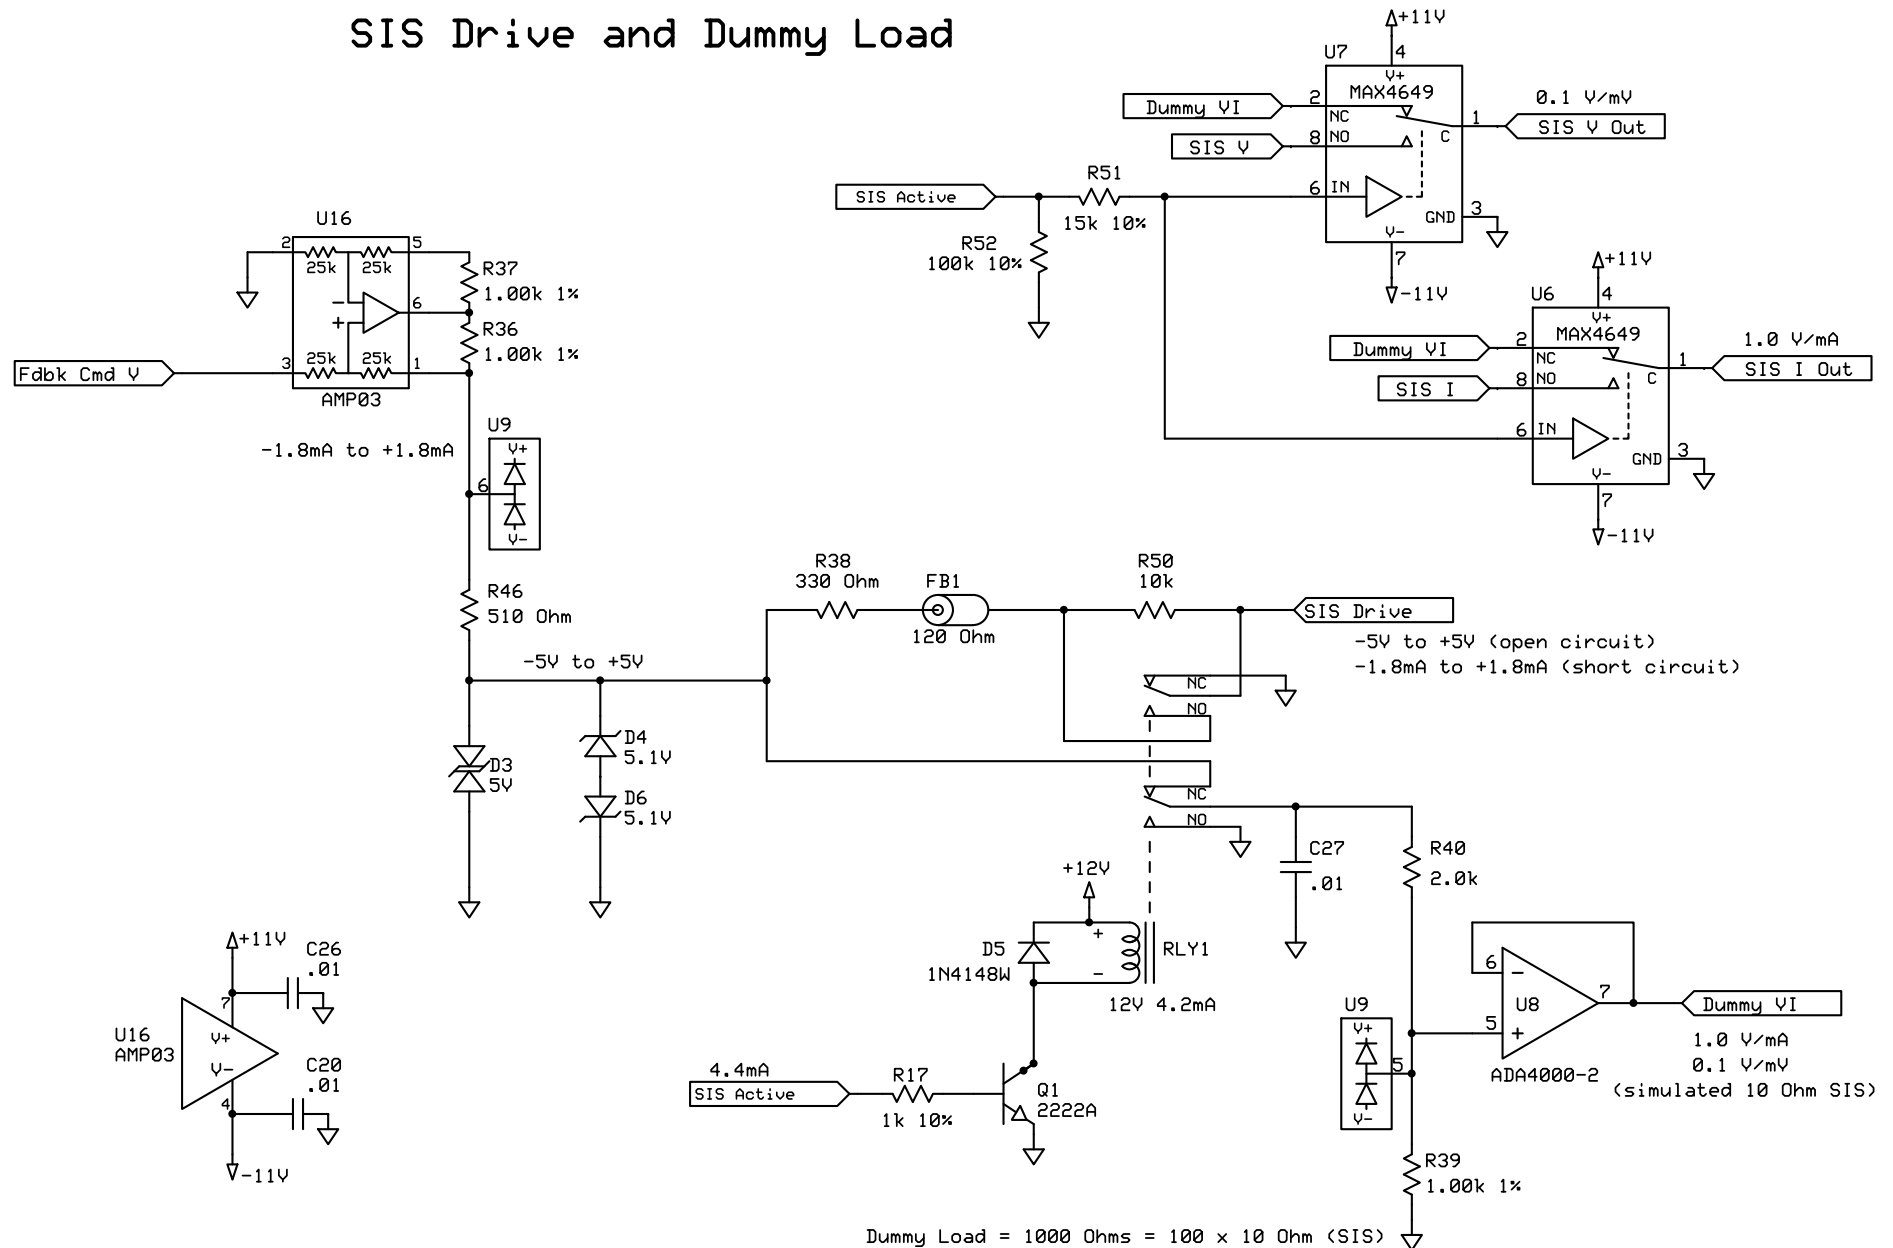 SIS Drive and Dummy Load
+11V
U7
4
V+
MAX4649
Dummy VI
2
NC
0.1 V/mV
1
SIS V Out
C
SIS V
8
NO
SIS Active
R51
15k 10%
6
IN
GND
3
R52
100k 10%
V-
7
-11V
+11V
U6
4
V+
MAX4649
Dummy VI
2
NC
1.0 V/mA
1
SIS I Out
C
SIS I
8
NO
6
IN
GND
3
V-
7
-11V
U16
2
5
25k
25k
R37
1.00k 1%
-
6
+
R36
1.00k 1%
25k
25k
Fdbk Cmd V
3
1
AMP03
U9
-1.8mA to +1.8mA
V+
6
V-
R46
510 Ohm
R38
330 Ohm
FB1
120 Ohm
R50
10k
SIS Drive
-5V to +5V (open circuit)
-1.8mA to +1.8mA (short circuit)
-5V to +5V
NC
NO
D3
5V
D4
5.1V
D6
5.1V
NC
NO
C27
.01
R40
2.0k
+12V
+
-
D5
1N4148W
RLY1
12V 4.2mA
+11V
C26
.01
7
U16
AMP03
V+
V-
C20
.01
4
-11V
4.4mA
SIS Active
R17
1k 10%
Q1
2222A
6
-
U8
7
5
+
ADA4000-2
Dummy VI
1.0 V/mA
0.1 V/mV
(simulated 10 Ohm SIS)
U9
V+
5
V-
R39
1.00k 1%
Dummy Load = 1000 Ohms = 100 x 10 Ohm (SIS)